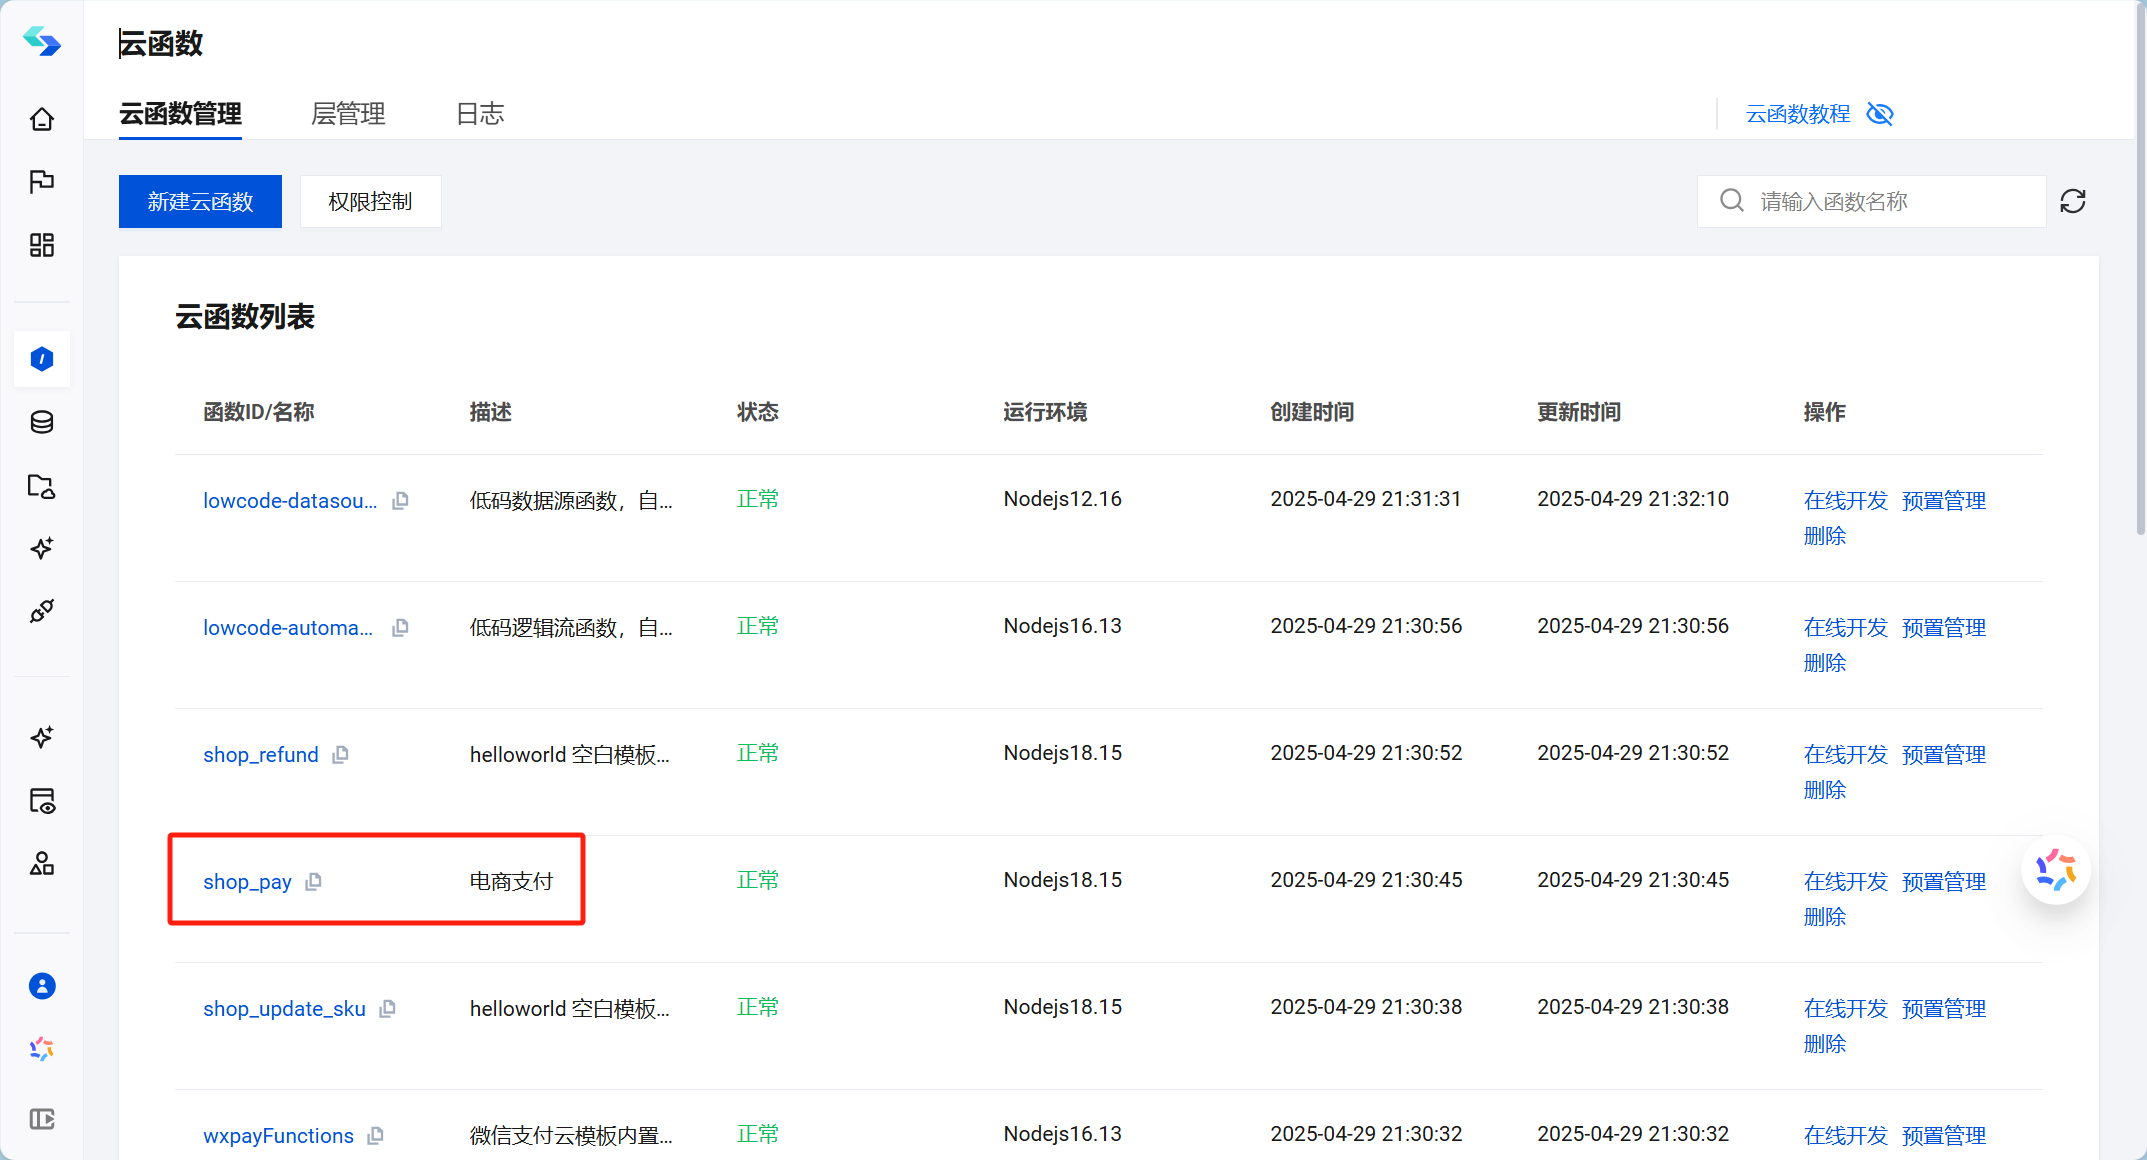 云函数
云函数管理 层管理 日志 云函数教程
新建云函数 权限控制 请输入函数名称
云函数列表
函数ID/名称 描述 状态 运行环境 创建时间 更新时间 操作
lowcode-datasou... 低码数据源函数，自... 正常 Nodejs12.16 2025-04-29 21:31:31 2025-04-29 21:32:10 在线开发 预置管理
删除
lowcode-automa... 低码逻辑流函数，自... 正常 Nodejs16.13 2025-04-29 21:30:56 2025-04-29 21:30:56 在线开发 预置管理
删除
shop_refund helloworld 空白模板... 正常 Nodejs18.15 2025-04-29 21:30:52 2025-04-29 21:30:52 在线开发 预置管理
删除
shop_pay 电商支付 正常 Nodejs18.15 2025-04-29 21:30:45 2025-04-29 21:30:45 在线开发 预置管理
删除
shop_update_sku helloworld 空白模板... 正常 Nodejs18.15 2025-04-29 21:30:38 2025-04-29 21:30:38 在线开发 预置管理
删除
wxpayFunctions 微信支付云模板内置... 正常 Nodejs16.13 2025-04-29 21:30:32 2025-04-29 21:30:32 在线开发 预置管理